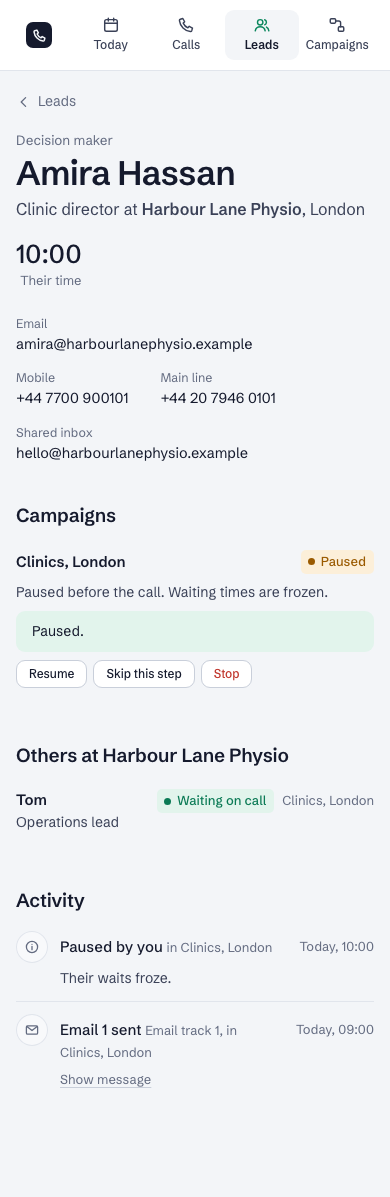 Today
Calls
Leads
Campaigns
Leads
Decision maker
Amira Hassan
Clinic director at Harbour Lane Physio, London
10:00
Their time
Email
amira@harbourlanephysio.example
Mobile
Main line
+44 7700 900101
+44 20 7946 0101
Shared inbox
hello@harbourlanephysio.example
Campaigns
Clinics, London
Paused
Paused before the call. Waiting times are frozen.
Paused.
Resume
Skip this step
Stop
Others at Harbour Lane Physio
Tom
Waiting on call
Clinics, London
Operations lead
Activity
Paused by you in Clinics, London
Today, 10:00
Their waits froze.
Email 1 sent Email track 1, in
Today, 09:00
Clinics, London
Show message